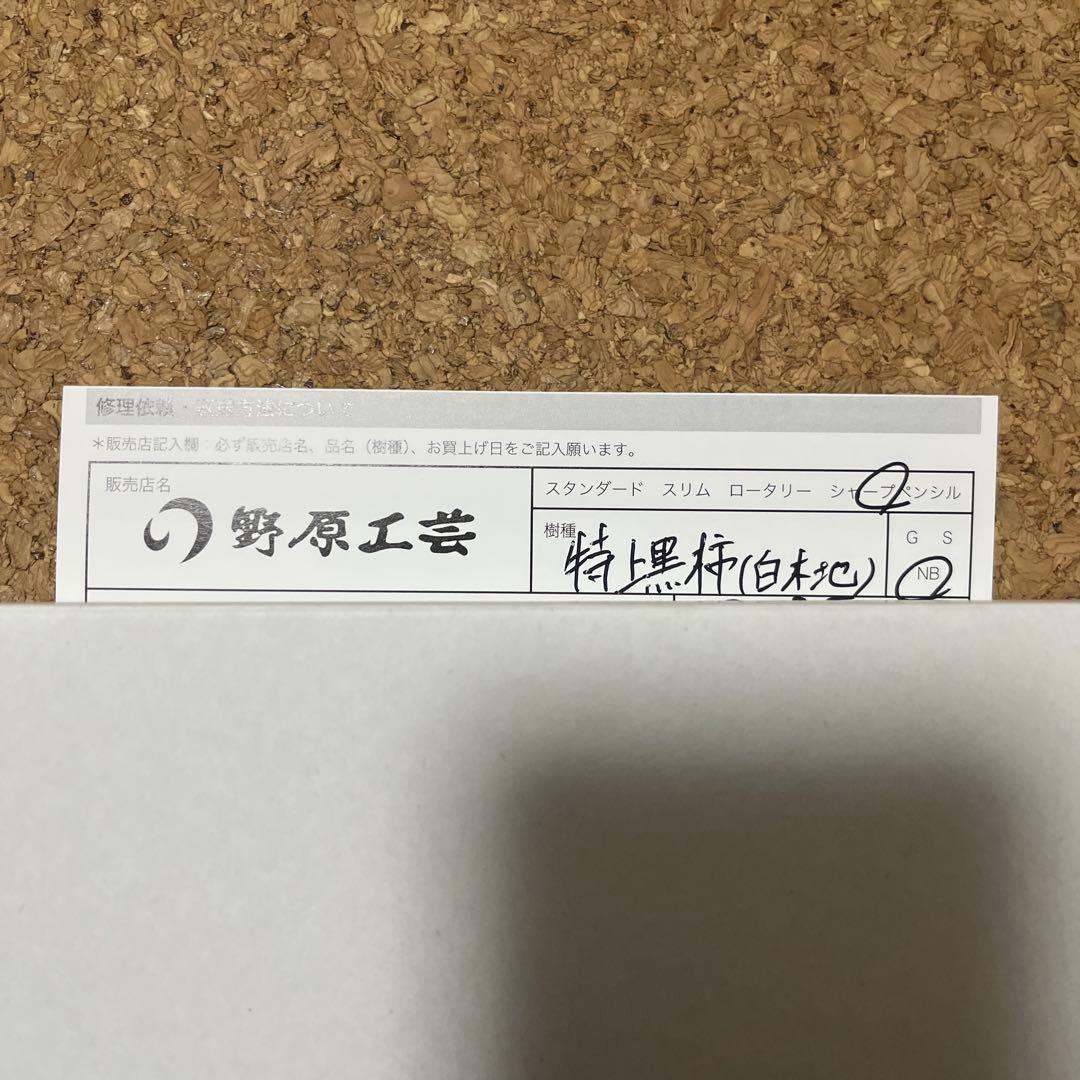 修理依頼・
*販売店記入欄：必ず販売店名、品名（樹種）、お買上げ日をご記入願います。
販売店名
野原工芸
スタンダード スリム ロータリー シャープペンシル
樹種
特上黒柿(白木地)
G S
NB